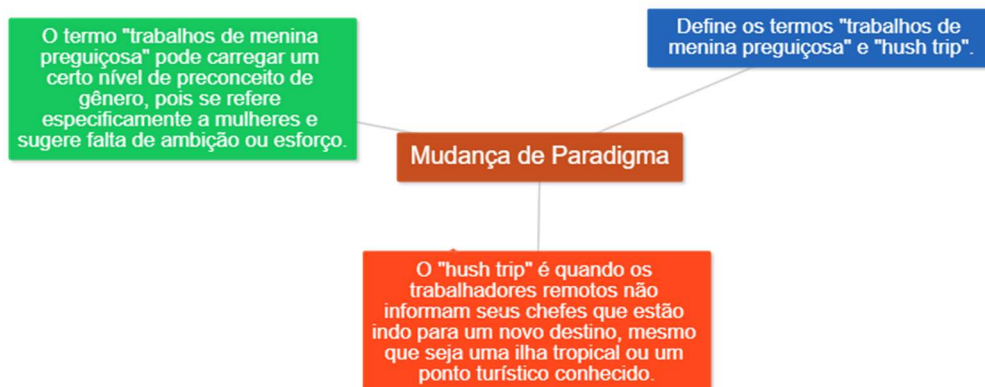 O termo "trabalhos de menina
preguiçosa" pode carregar um
certo nível de preconceito de
gênero, pois se refere
especificamente a mulheres e
sugere falta de ambição ou esforço.
Define os termos "trabalhos de
menina preguiçosa" e "hush trip".
Mudança de Paradigma
O "hush trip" é quando os
trabalhadores remotos não
informam seus chefes que estão
indo para um novo destino, mesmo
que seja uma ilha tropical ou um
ponto turístico conhecido.